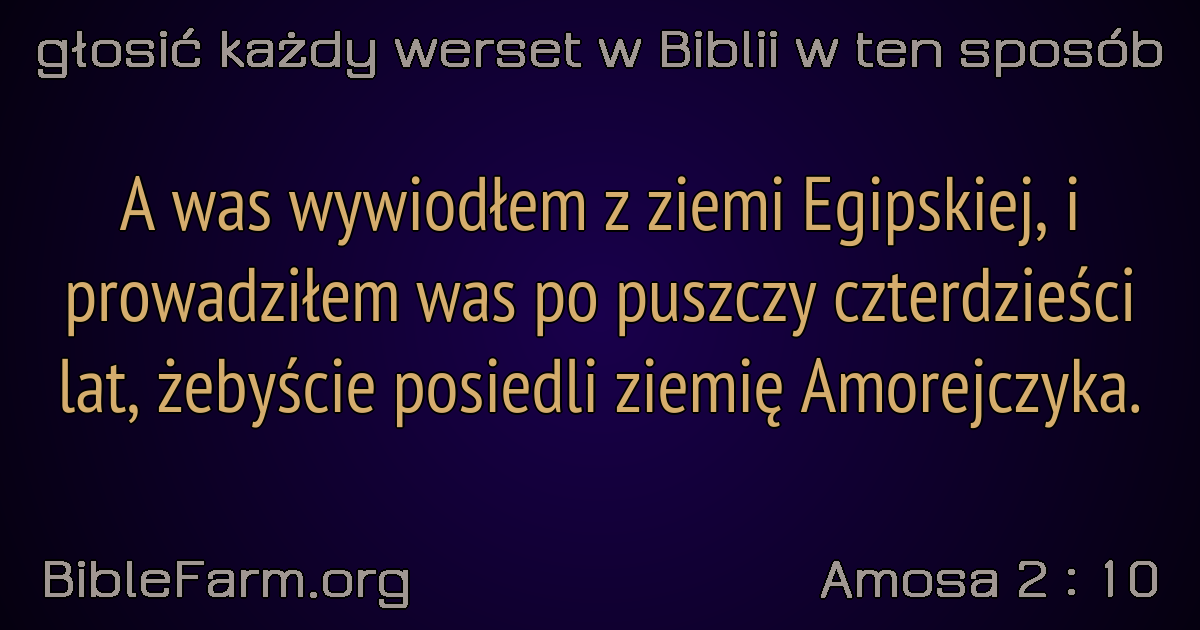 głosić każdy werset w Biblii w ten sposób
A was wywiodłem z ziemi Egipskiej, i
prowadziłem was po puszczy czterdzieści
lat, żebyście posiedli ziemię Amorejczyka.
BibleFarm.org
Amosa 2 : 10